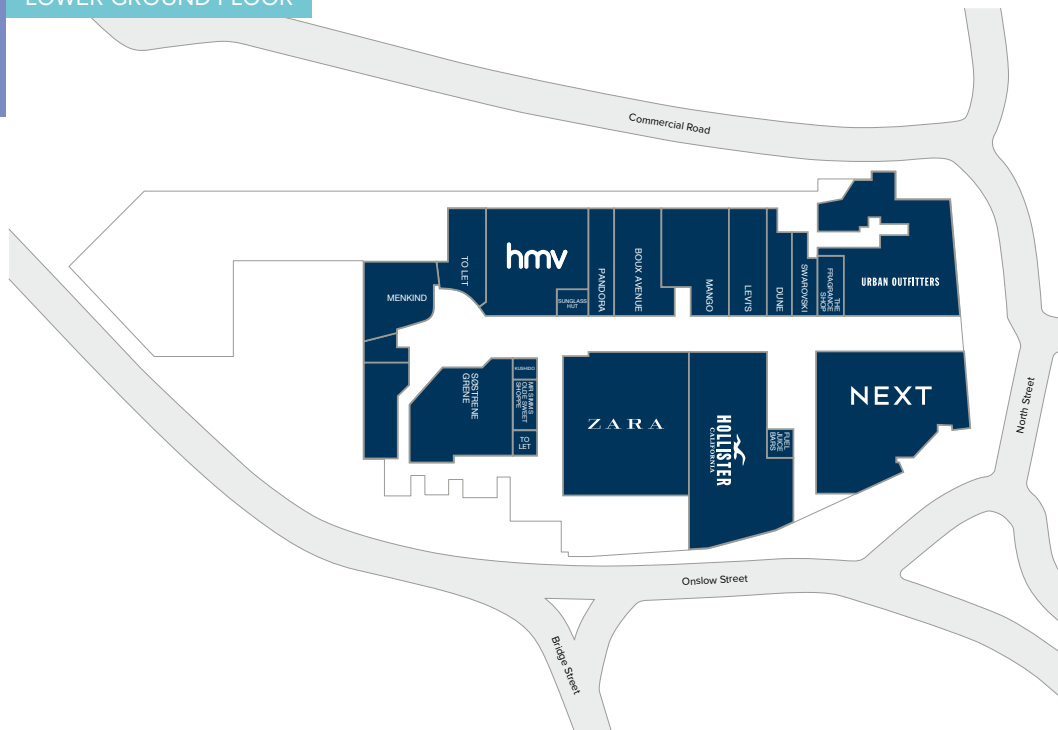 LOWER GROUND FLOOR
Commercial Road
TO LET
hmv
SUNGLASS
HUT
PANDORA
BOUX AVENUE
MANGO
LEVI'S
DUNE
SWAROVSKI
THE
FRAGRANCE
SHOP
URBAN OUTFITTERS
MENKIND
SØSTRENE
GRENE
KUSHIDO
MR SIMMS
OLDE SWEET
SHOPPE
TO
LET
ZARA
HOLLISTER
CALIFORNIA
FUEL
JUICE
BARS
NEXT
North Street
Onslow Street
Bridge Street